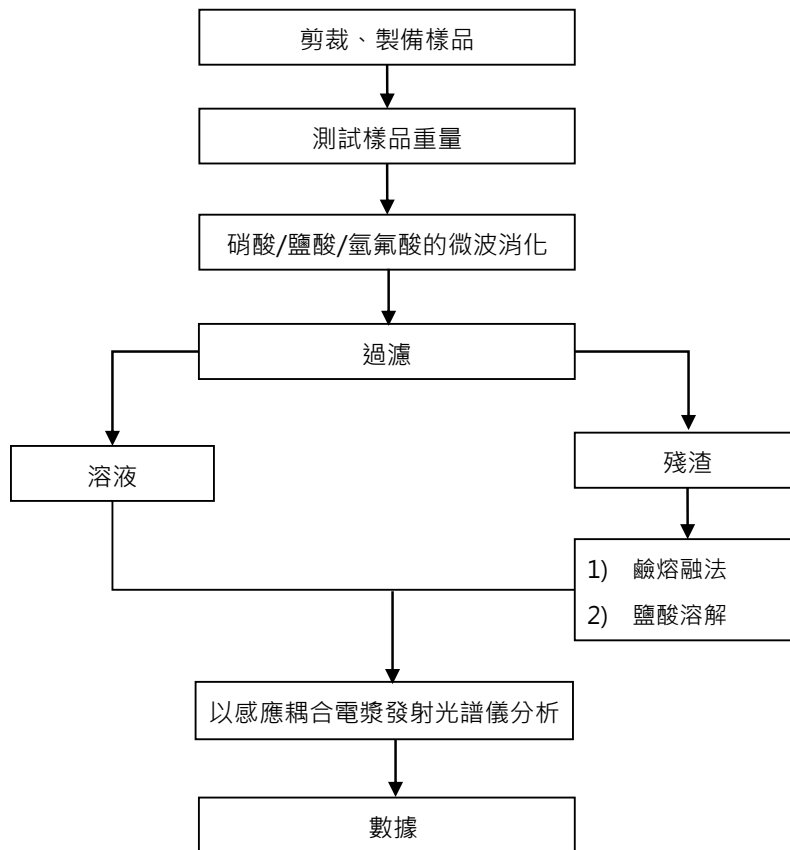 剪裁、製備樣品
測試樣品重量
硝酸/鹽酸/氫氟酸的微波消化
過濾
溶液
殘渣
1) 鹼熔融法
2) 鹽酸溶解
以感應耦合電漿發射光譜儀分析
數據